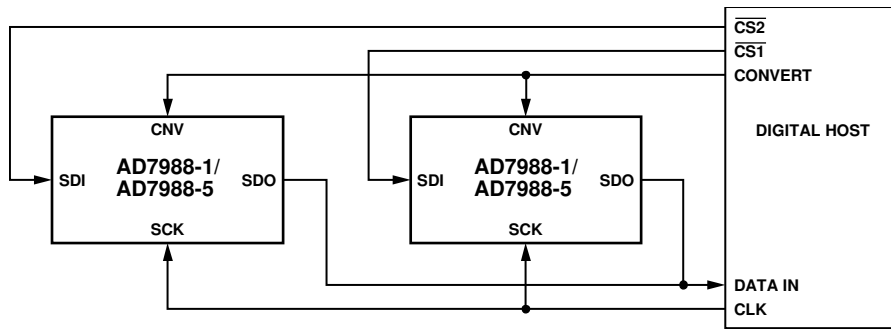 CS2
CS1
CONVERT
DIGITAL HOST
CNV
AD7988-1/
AD7988-5
SDI
SDO
SCK
CNV
AD7988-1/
AD7988-5
SDI
SDO
SCK
DATA IN
CLK